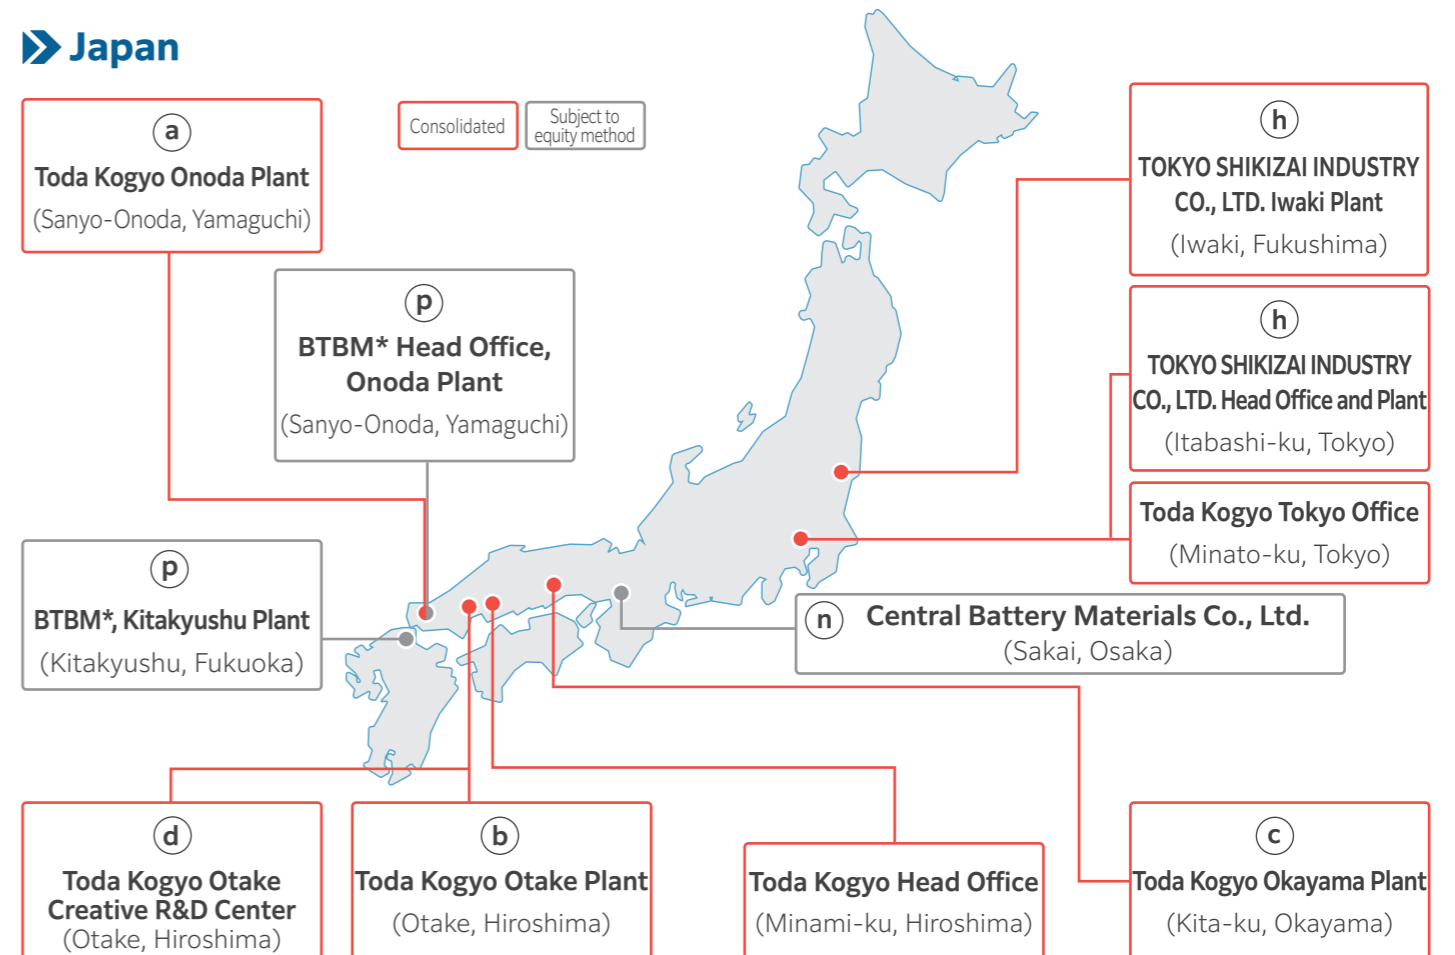 Japan
Consolidated
Subject to
equity method
a
Toda Kogyo Onoda Plant
(Sanyo-Onoda, Yamaguchi)
p
BTBM* Head Office,
Onoda Plant
(Sanyo-Onoda, Yamaguchi)
p
BTBM*, Kitakyushu Plant
(Kitakyushu, Fukuoka)
h
TOKYO SHIKIZAI INDUSTRY
CO., LTD. Iwaki Plant
(Iwaki, Fukushima)
h
TOKYO SHIKIZAI INDUSTRY
CO., LTD. Head Office and Plant
(Itabashi-ku, Tokyo)
Toda Kogyo Tokyo Office
(Minato-ku, Tokyo)
n
Central Battery Materials Co., Ltd.
(Sakai, Osaka)
d
Toda Kogyo Otake
Creative R&D Center
(Otake, Hiroshima)
b
Toda Kogyo Otake Plant
(Otake, Hiroshima)
Toda Kogyo Head Office
(Minami-ku, Hiroshima)
c
Toda Kogyo Okayama Plant
(Kita-ku, Okayama)